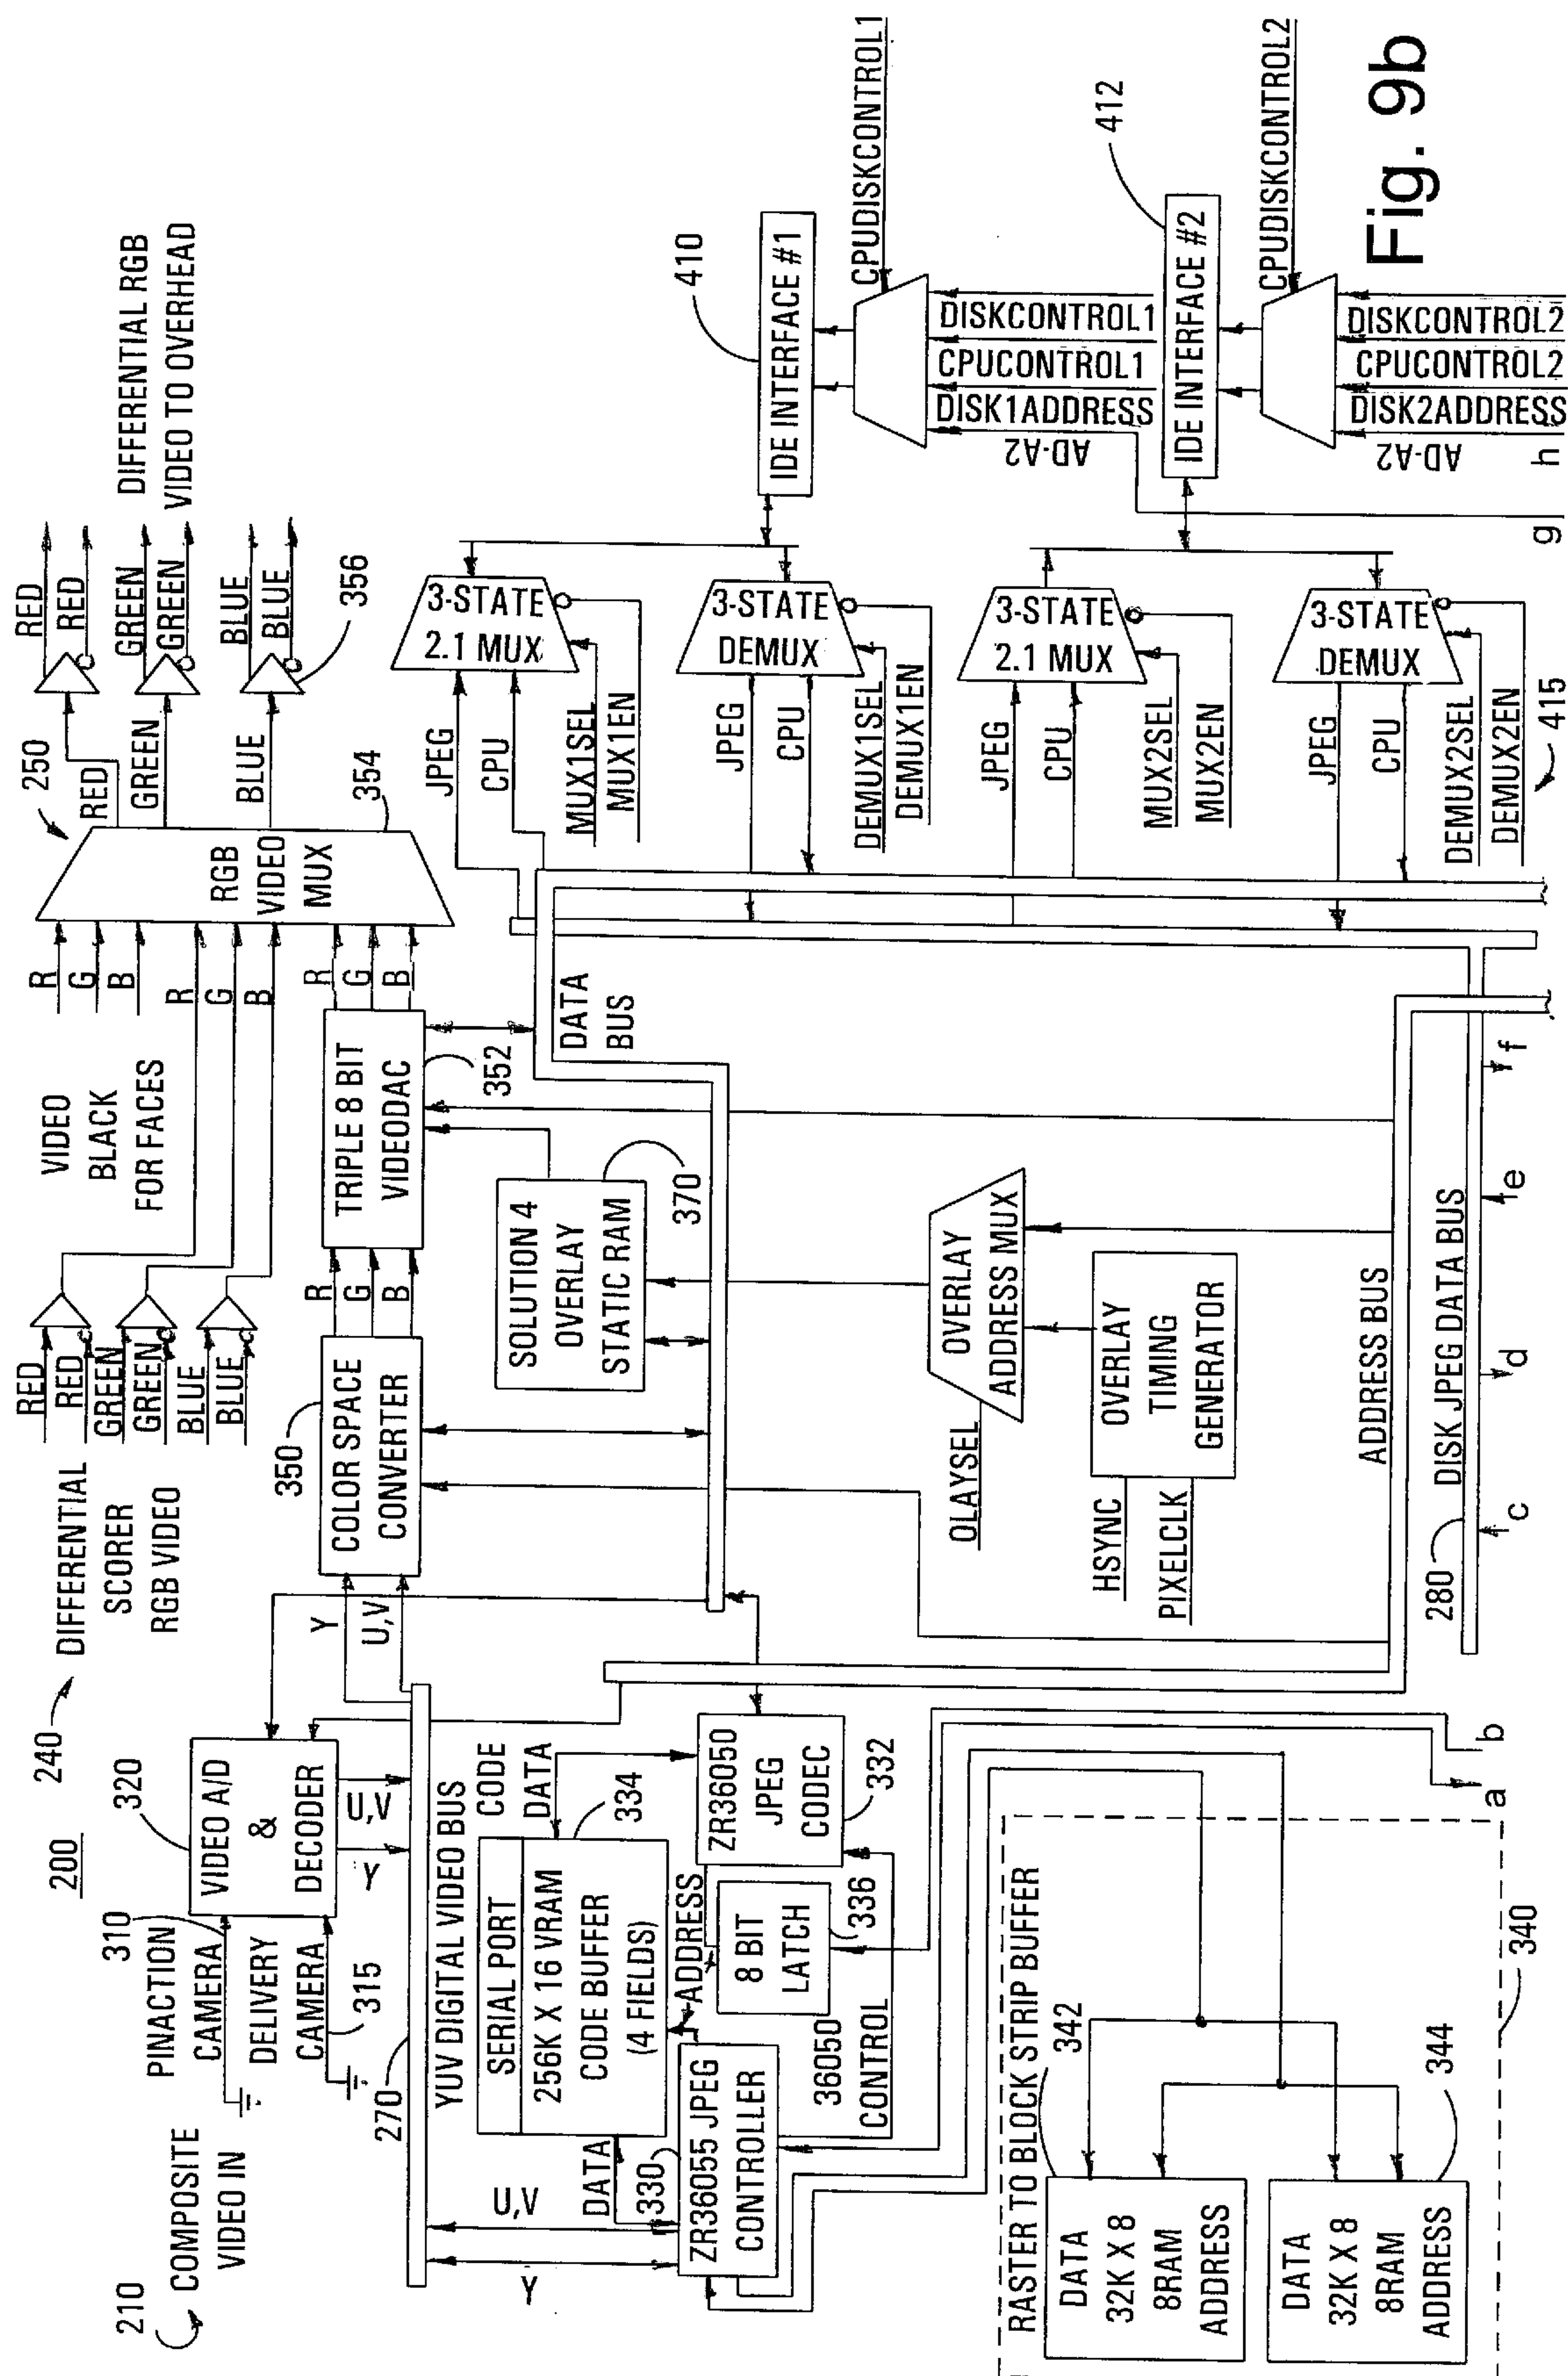 200
210
COMPOSITE
VIDEO IN
PINACTION
CAMERA
310
DELIVERY
CAMERA
315
320
VIDEO A/D
&
DECODER
U,V
Y
240
DIFFERENTIAL
SCORER
RGB VIDEO
RED
RED
GREEN
GREEN
BLUE
BLUE
VIDEO
BLACK
FOR FACES
R
G
B
R
G
B
RGB
VIDEO
MUX
250
354
RED
GREEN
BLUE
RED
RED
GREEN
GREEN
BLUE
BLUE
356
DIFFERENTIAL RGB
VIDEO TO OVERHEAD
270
YUV DIGITAL VIDEO BUS
Y
U,V
350
COLOR SPACE
CONVERTER
R
G
B
TRIPLE 8 BIT
VIDEODAC
352
R
G
B
SOLUTION 4
OVERLAY
STATIC RAM
370
DATA
BUS
Y
U,V
DATA
330
ZR36055 JPEG
CONTROLLER
SERIAL PORT
256K X 16 VRAM
CODE BUFFER
(4 FIELDS)
334
CODE
DATA
ADDRESS
8 BIT
LATCH
336
ZR36050
JPEG
CODEC
332
36050
CONTROL
OLAYSEL
OVERLAY
ADDRESS MUX
HSYNC
PIXELCLK
OVERLAY
TIMING
GENERATOR
ADDRESS BUS
280
DISK JPEG DATA BUS
RASTER TO BLOCK STRIP BUFFER
342
DATA
32K X 8
8RAM
ADDRESS
DATA
32K X 8
8RAM
ADDRESS
344
340
a
b
c
d
e
f
JPEG
CPU
3-STATE
2.1 MUX
MUX1SEL
MUX1EN
JPEG
CPU
3-STATE
DEMUX
DEMUX1SEL
DEMUX1EN
JPEG
CPU
3-STATE
2.1 MUX
MUX2SEL
MUX2EN
JPEG
CPU
3-STATE
DEMUX
DEMUX2SEL
DEMUX2EN
415
410
IDE INTERFACE #1
CPUDISKCONTROL1
DISKCONTROL1
CPUCONTROL1
DISK1ADDRESS
AD-A2
412
IDE INTERFACE #2
CPUDISKCONTROL2
DISKCONTROL2
CPUCONTROL2
DISK2ADDRESS
AD-A2
g
h
Fig. 9b